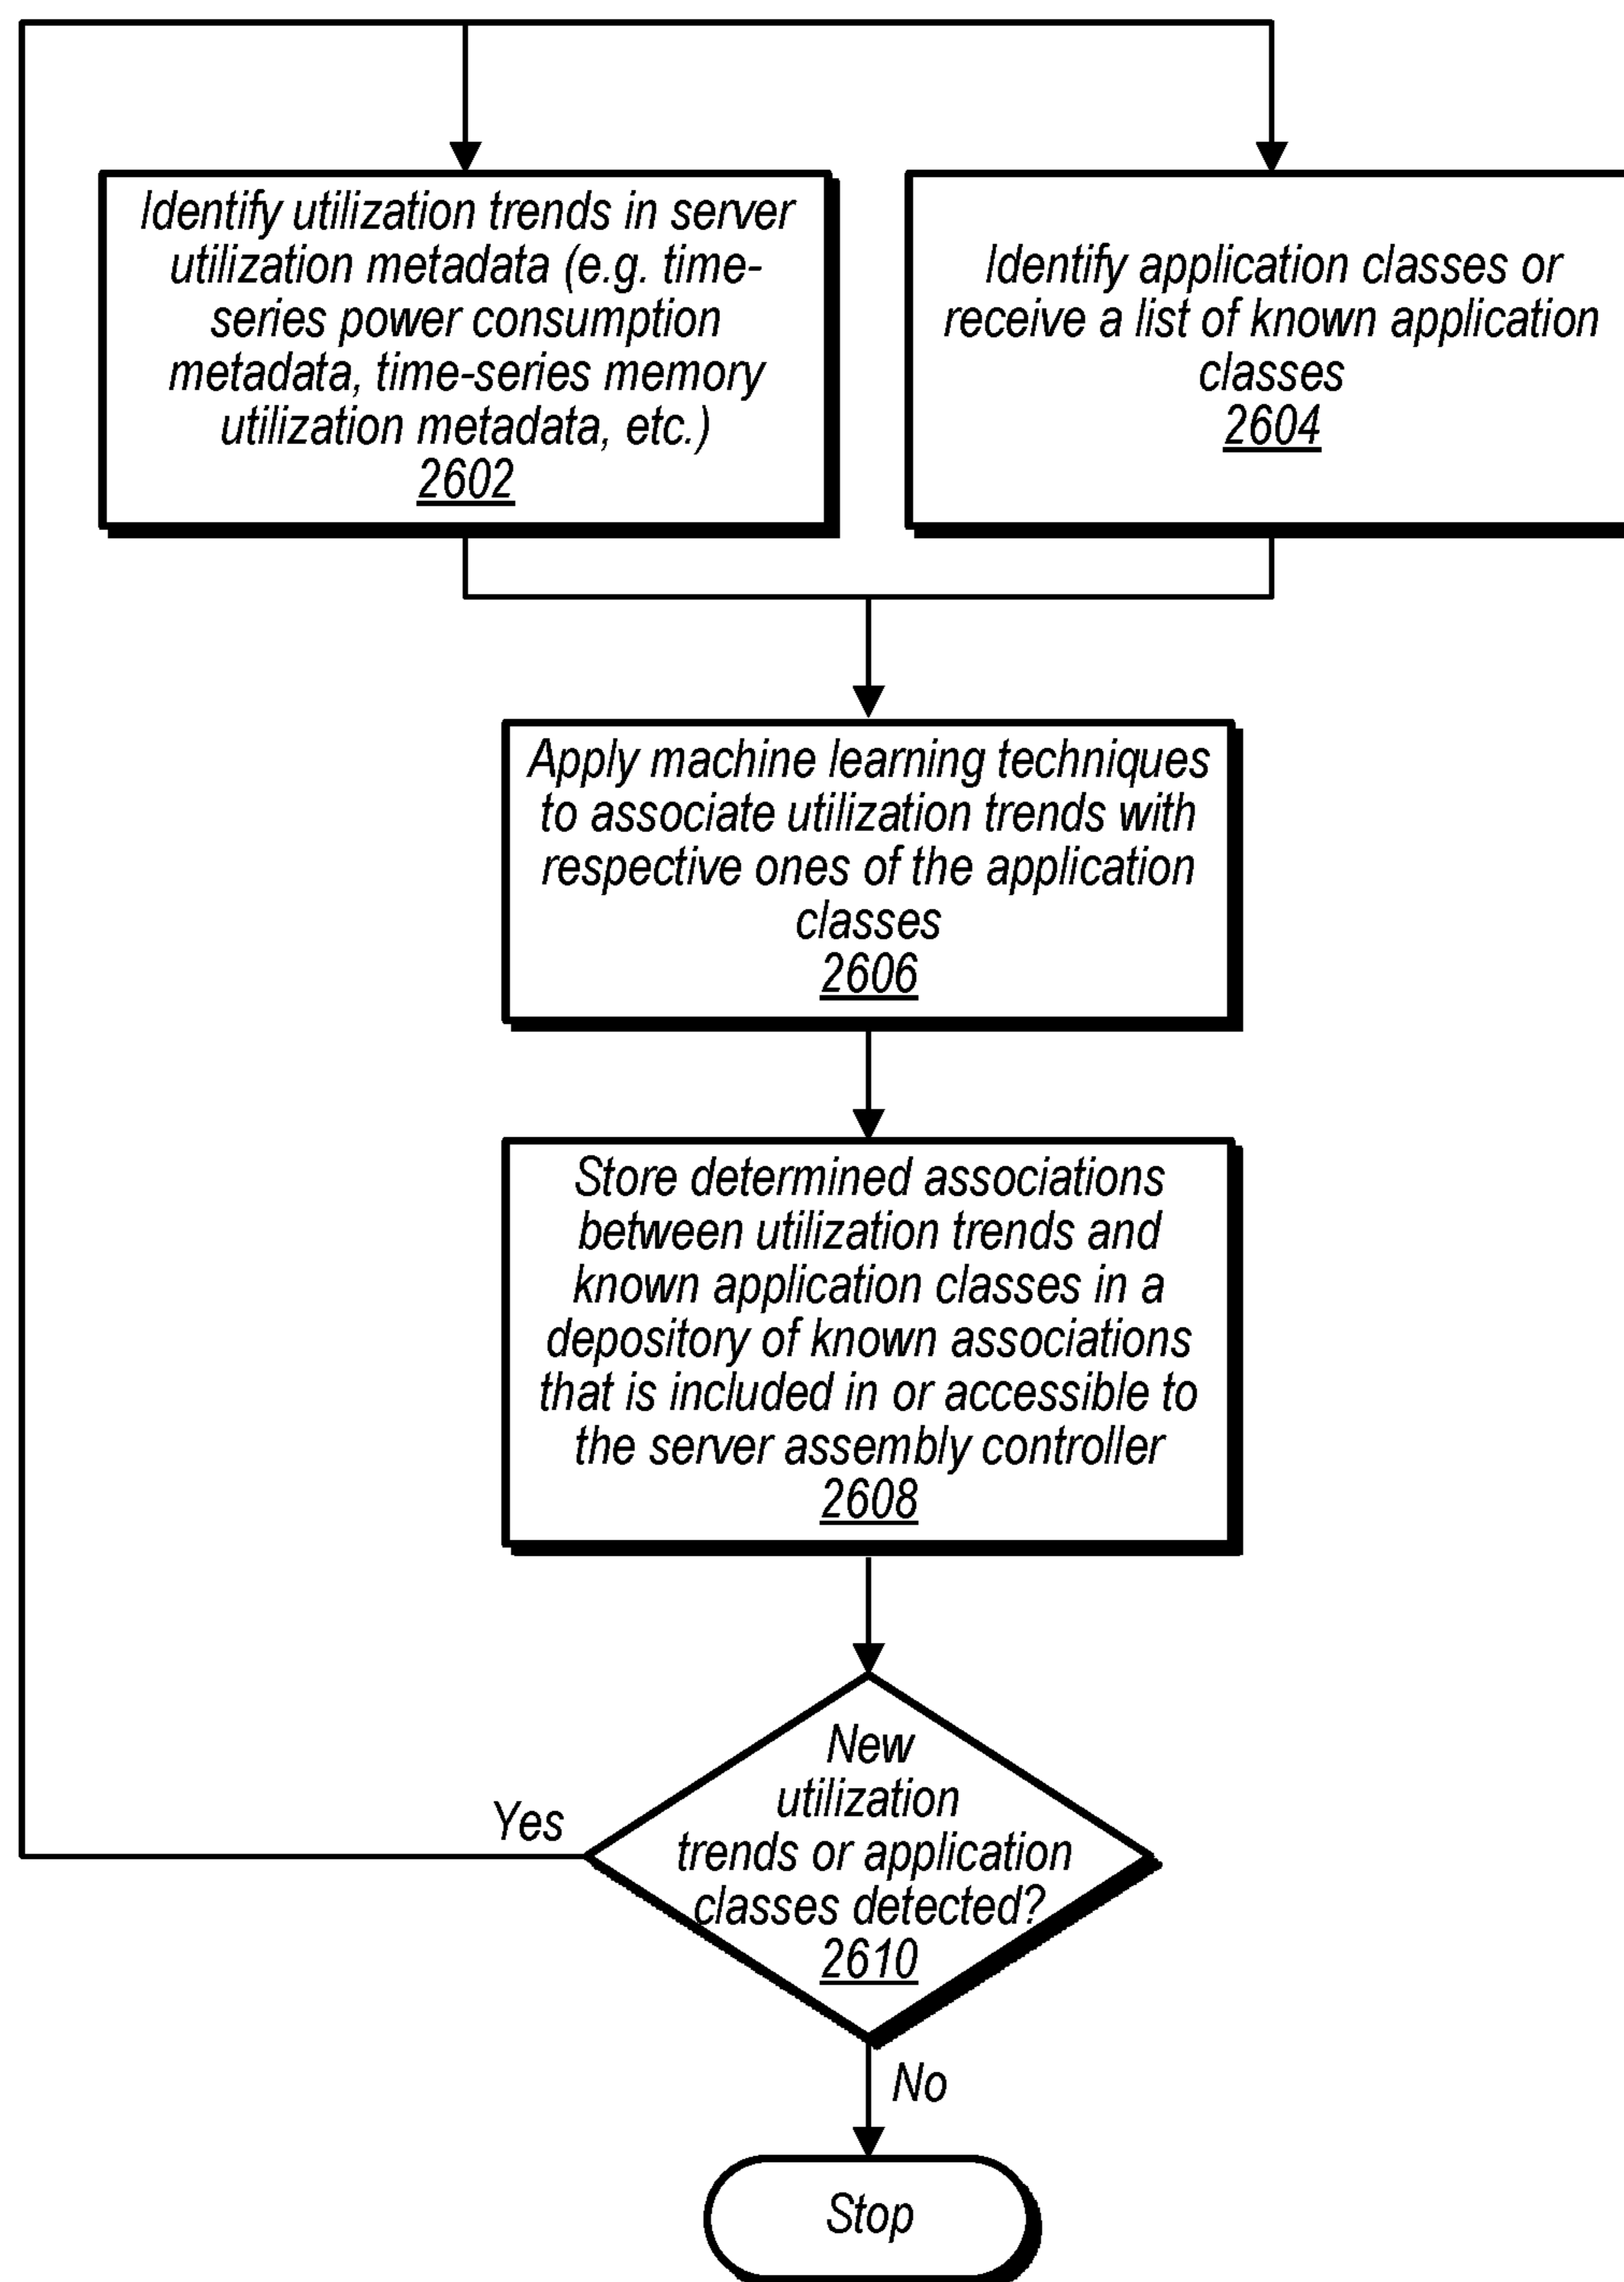 Identify utilization trends in server
utilization metadata (e.g. time-
series power consumption
metadata, time-series memory
utilization metadata, etc.)
2602
Identify application classes or
receive a list of known application
classes
2604
Apply machine learning techniques
to associate utilization trends with
respective ones of the application
classes
2606
Store determined associations
between utilization trends and
known application classes in a
depository of known associations
that is included in or accessible to
the server assembly controller
2608
New
utilization
trends or application
classes detected?
2610
Yes
No
Stop